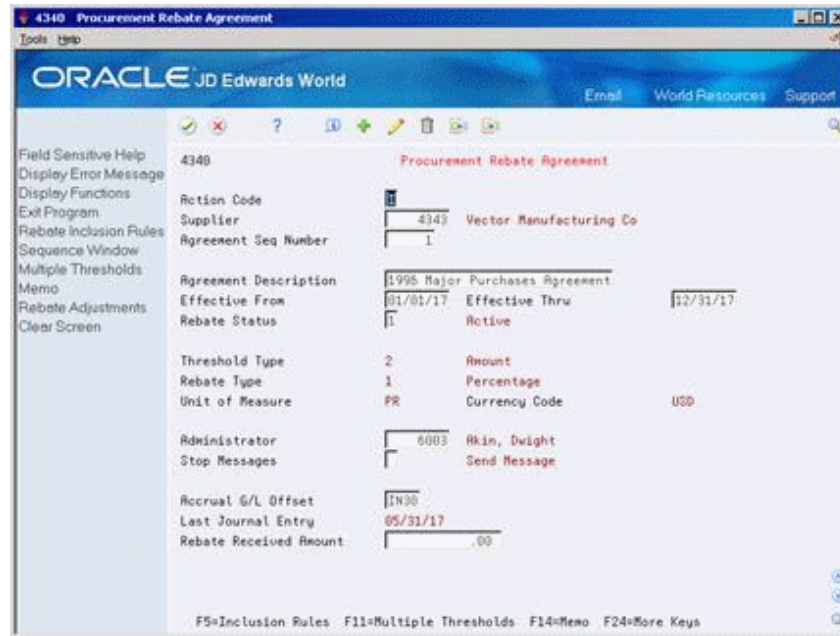 4340 Procurement Rebate Agreement
Tools Help
ORACLE JD Edwards World
Email World Resources Support
Field Sensitive Help
Display Error Message
Display Functions
Exit Program
Rebate Inclusion Rules
Sequence Window
Multiple Thresholds
Memo
Rebate Adjustments
Clear Screen
4340 Procurement Rebate Agreement
Action Code I
Supplier 4343 Vector Manufacturing Co
Agreement Seq Number 1
Agreement Description 1996 Major Purchases Agreement
Effective From 01/01/17 Effective Thru 12/31/17
Rebate Status 1 Active
Threshold Type 2 Amount
Rebate Type 1 Percentage
Unit of Measure PR Currency Code USD
Administrator 6003 Akin, Dwight
Stop Messages Send Message
Accrual G/L Offset IN30
Last Journal Entry 05/31/17
Rebate Received Amount .00
F5=Inclusion Rules F11=Multiple Thresholds F14=Memo F24=More Keys